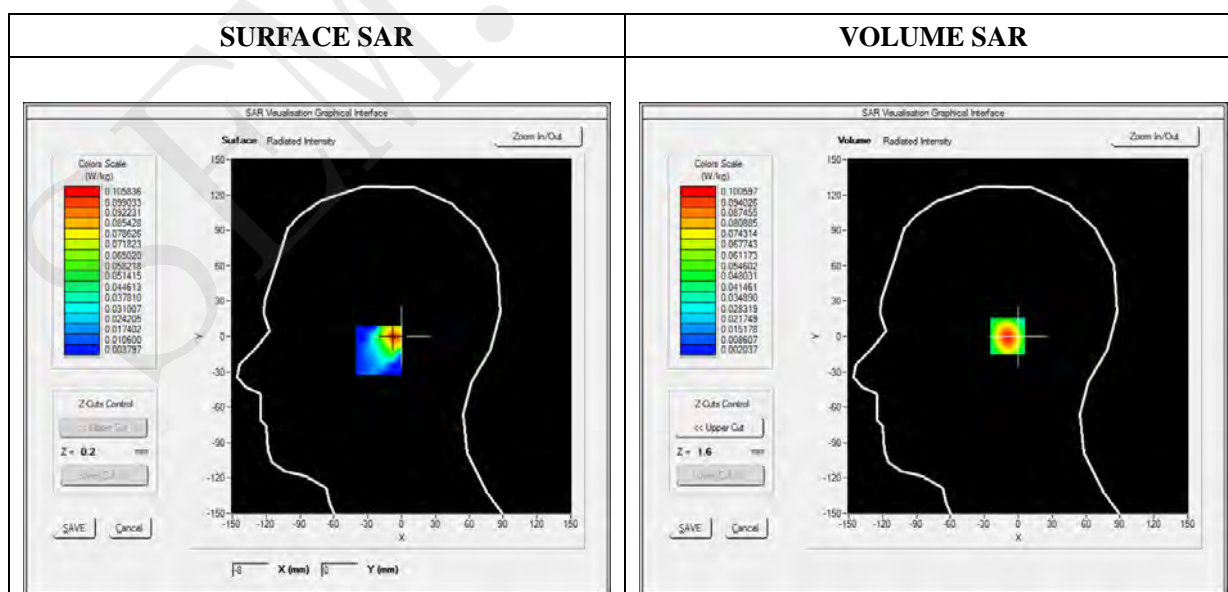 SURFACE SAR
VOLUME SAR
SAR Visualisation Graphical Interface
Surface Radiated Intensity
Zoom In/Out
Colors Scale
(W/kg)
0.105836
0.099033
0.092231
0.085428
0.078626
0.071823
0.065020
0.058218
0.051415
0.044613
0.037810
0.031007
0.024205
0.017402
0.010600
0.003797
Z-Cuts Control
<< Upper Cut
Z = 0.2 mm
SAVE
Cancel
150
120
90
60
30
0
-30
-60
-90
-120
-150
Y
-150 -120 -90 -60 -30 0 30 60 90 120 150
X
-8 X (mm) 0 Y (mm)
SAR Visualisation Graphical Interface
Volume Radiated Intensity
Zoom In/Out
Colors Scale
(W/kg)
0.100597
0.094026
0.087455
0.080885
0.074314
0.067743
0.061173
0.054602
0.048031
0.041461
0.034890
0.028319
0.021749
0.015178
0.008607
0.002037
Z-Cuts Control
<< Upper Cut
Z = 1.6 mm
SAVE
Cancel
150
120
90
60
30
0
-30
-60
-90
-120
-150
Y
-150 -120 -90 -60 -30 0 30 60 90 120 150
X